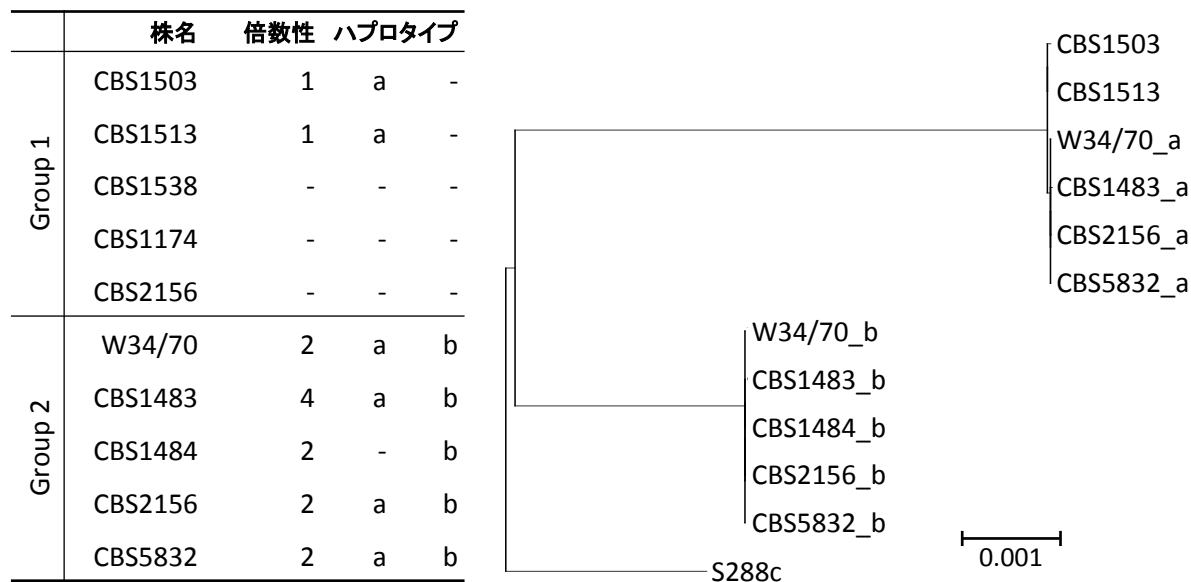 株名 倍数性 ハプロタイプ
Group 1
CBS1503 1 a -
CBS1513 1 a -
CBS1538 - - -
CBS1174 - - -
CBS2156 - - -
Group 2
W34/70 2 a b
CBS1483 4 a b
CBS1484 2 - b
CBS2156 2 a b
CBS5832 2 a b
CBS1503
CBS1513
W34/70_a
CBS1483_a
CBS2156_a
CBS5832_a
W34/70_b
CBS1483_b
CBS1484_b
CBS2156_b
CBS5832_b
S288c
0.001